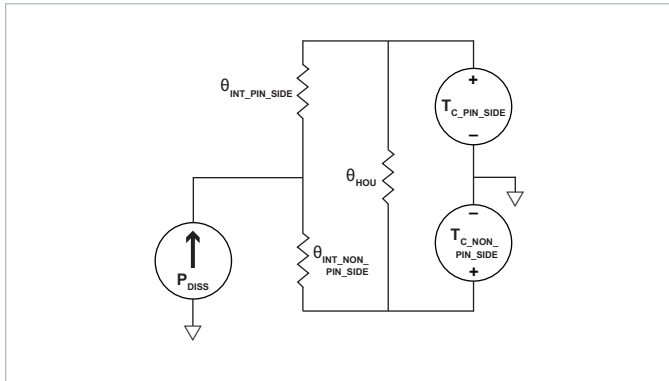 θINT_PIN_SIDE
+
TC_PIN_SIDE
–
θHOU
–
TC_NON_
PIN_SIDE
+
θINT_NON_
PIN_SIDE
PDISS